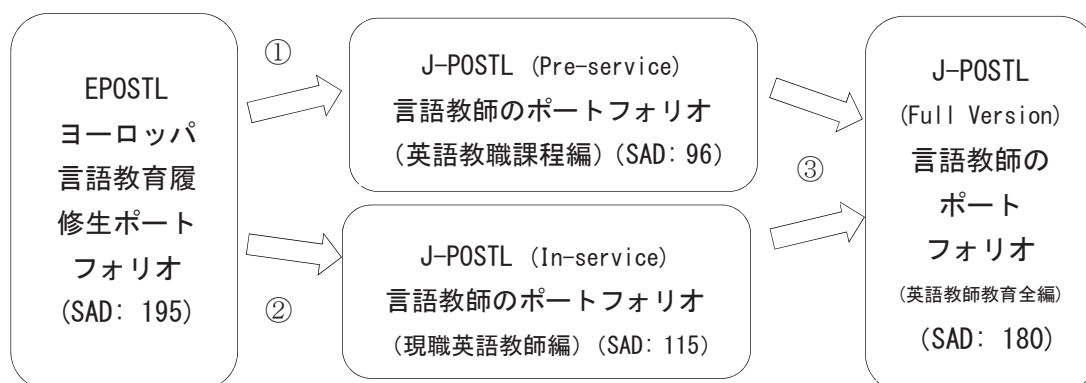 EPOSTL
ヨーロッパ
言語教育履
修生ポート
フォリオ
(SAD: 195)
①
J-POSTL (Pre-service)
言語教師のポートフォリオ
(英語教職課程編) (SAD: 96)
②
J-POSTL (In-service)
言語教師のポートフォリオ
(現職英語教師編) (SAD: 115)
③
J-POSTL
(Full Version)
言語教師の
ポート
フォリオ
(英語教師教育全編)
(SAD: 180)